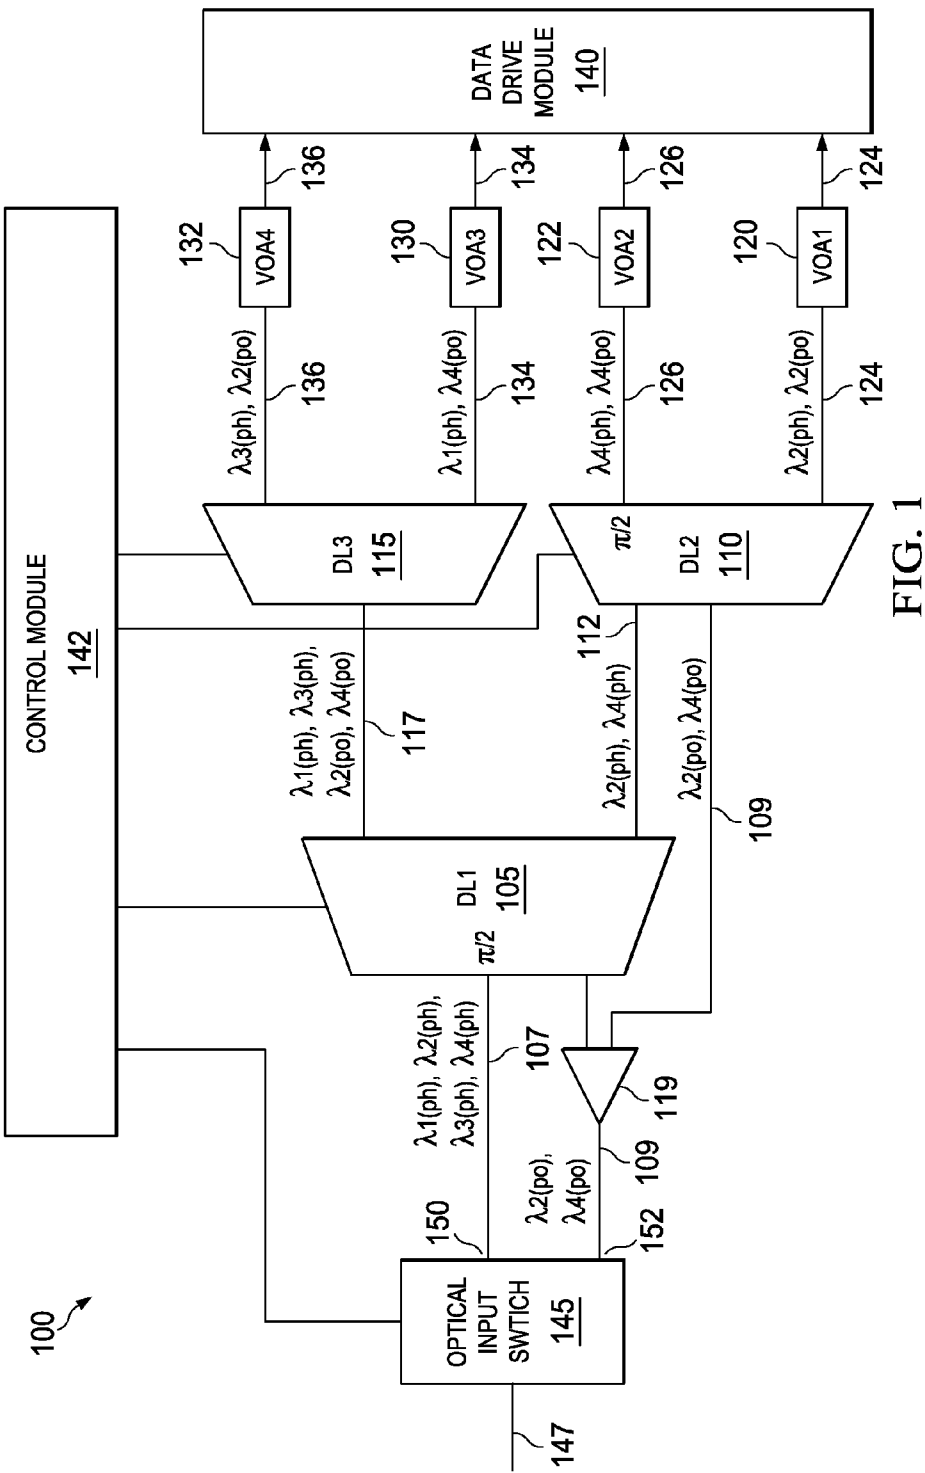 100
CONTROL MODULE
142
147
OPTICAL
INPUT
SWTICH
145
150
152
λ1(ph), λ2(ph),
λ3(ph), λ4(ph)
107
λ2(po),
λ4(po)
109
119
DL1
105
π/2
λ1(ph), λ3(ph),
λ2(po), λ4(po)
117
λ2(ph), λ4(ph)
112
λ2(po), λ4(po)
109
DL3
115
DL2
110
π/2
λ3(ph), λ2(po)
136
132
VOA4
136
λ1(ph), λ4(po)
134
130
VOA3
134
λ4(ph), λ4(po)
126
122
VOA2
126
λ2(ph), λ2(po)
124
120
VOA1
124
DATA
DRIVE
MODULE
140
FIG. 1